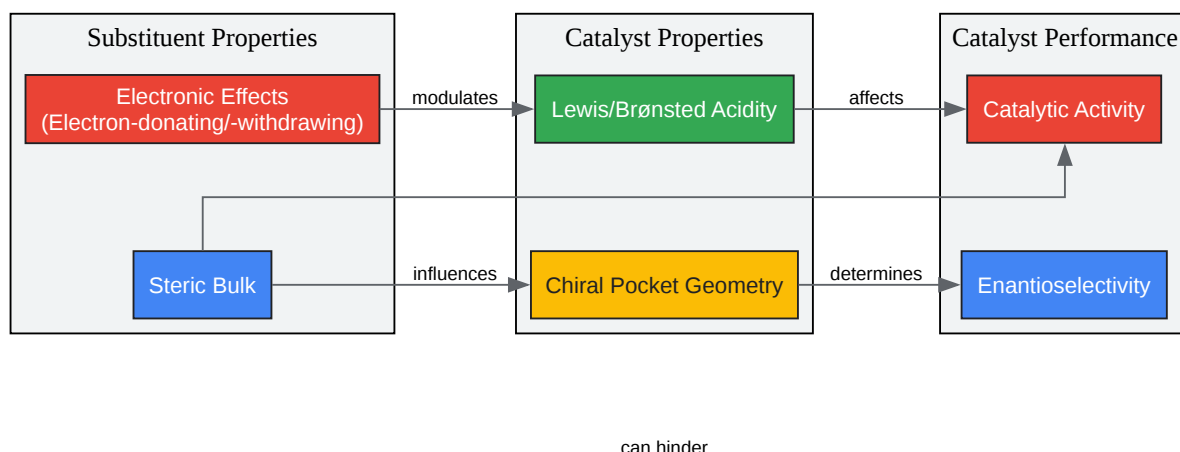 Substituent Properties
Catalyst Properties
Catalyst Performance
Electronic Effects
(Electron-donating/-withdrawing)
modulates
Lewis/Brønsted Acidity
affects
Catalytic Activity
Steric Bulk
influences
Chiral Pocket Geometry
determines
Enantioselectivity
can hinder